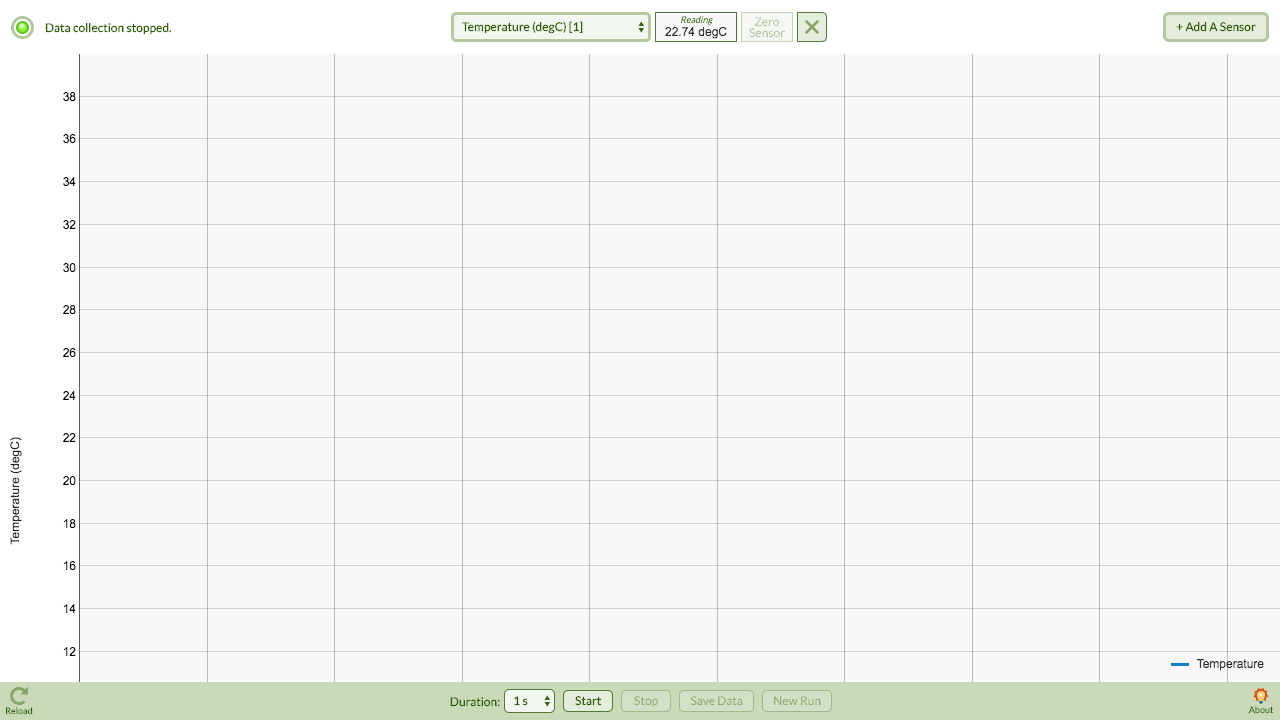 Data collection stopped.
Temperature (degC) [1]
Reading
22.74 degC
Zero
Sensor
+ Add A Sensor
38
36
34
32
30
28
26
24
22
20
18
16
14
12
Temperature (degC)
Temperature
Reload
Duration:
1 s
Start
Stop
Save Data
New Run
About